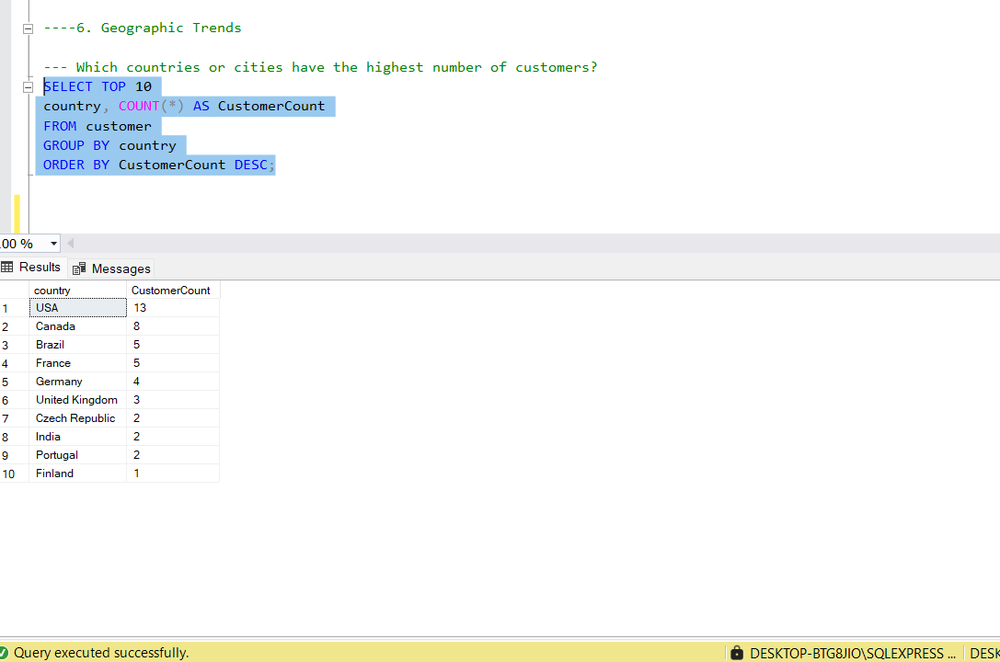 ----6. Geographic Trends
--- Which countries or cities have the highest number of customers?
SELECT TOP 10
country, COUNT(*) AS CustomerCount
FROM customer
GROUP BY country
ORDER BY CustomerCount DESC;
.00 %
Results Messages
country CustomerCount
1 USA 13
2 Canada 8
3 Brazil 5
4 France 5
5 Germany 4
6 United Kingdom 3
7 Czech Republic 2
8 India 2
9 Portugal 2
10 Finland 1
Query executed successfully. DESKTOP-BTG8JIO\SQLEXPRESS ... DESK